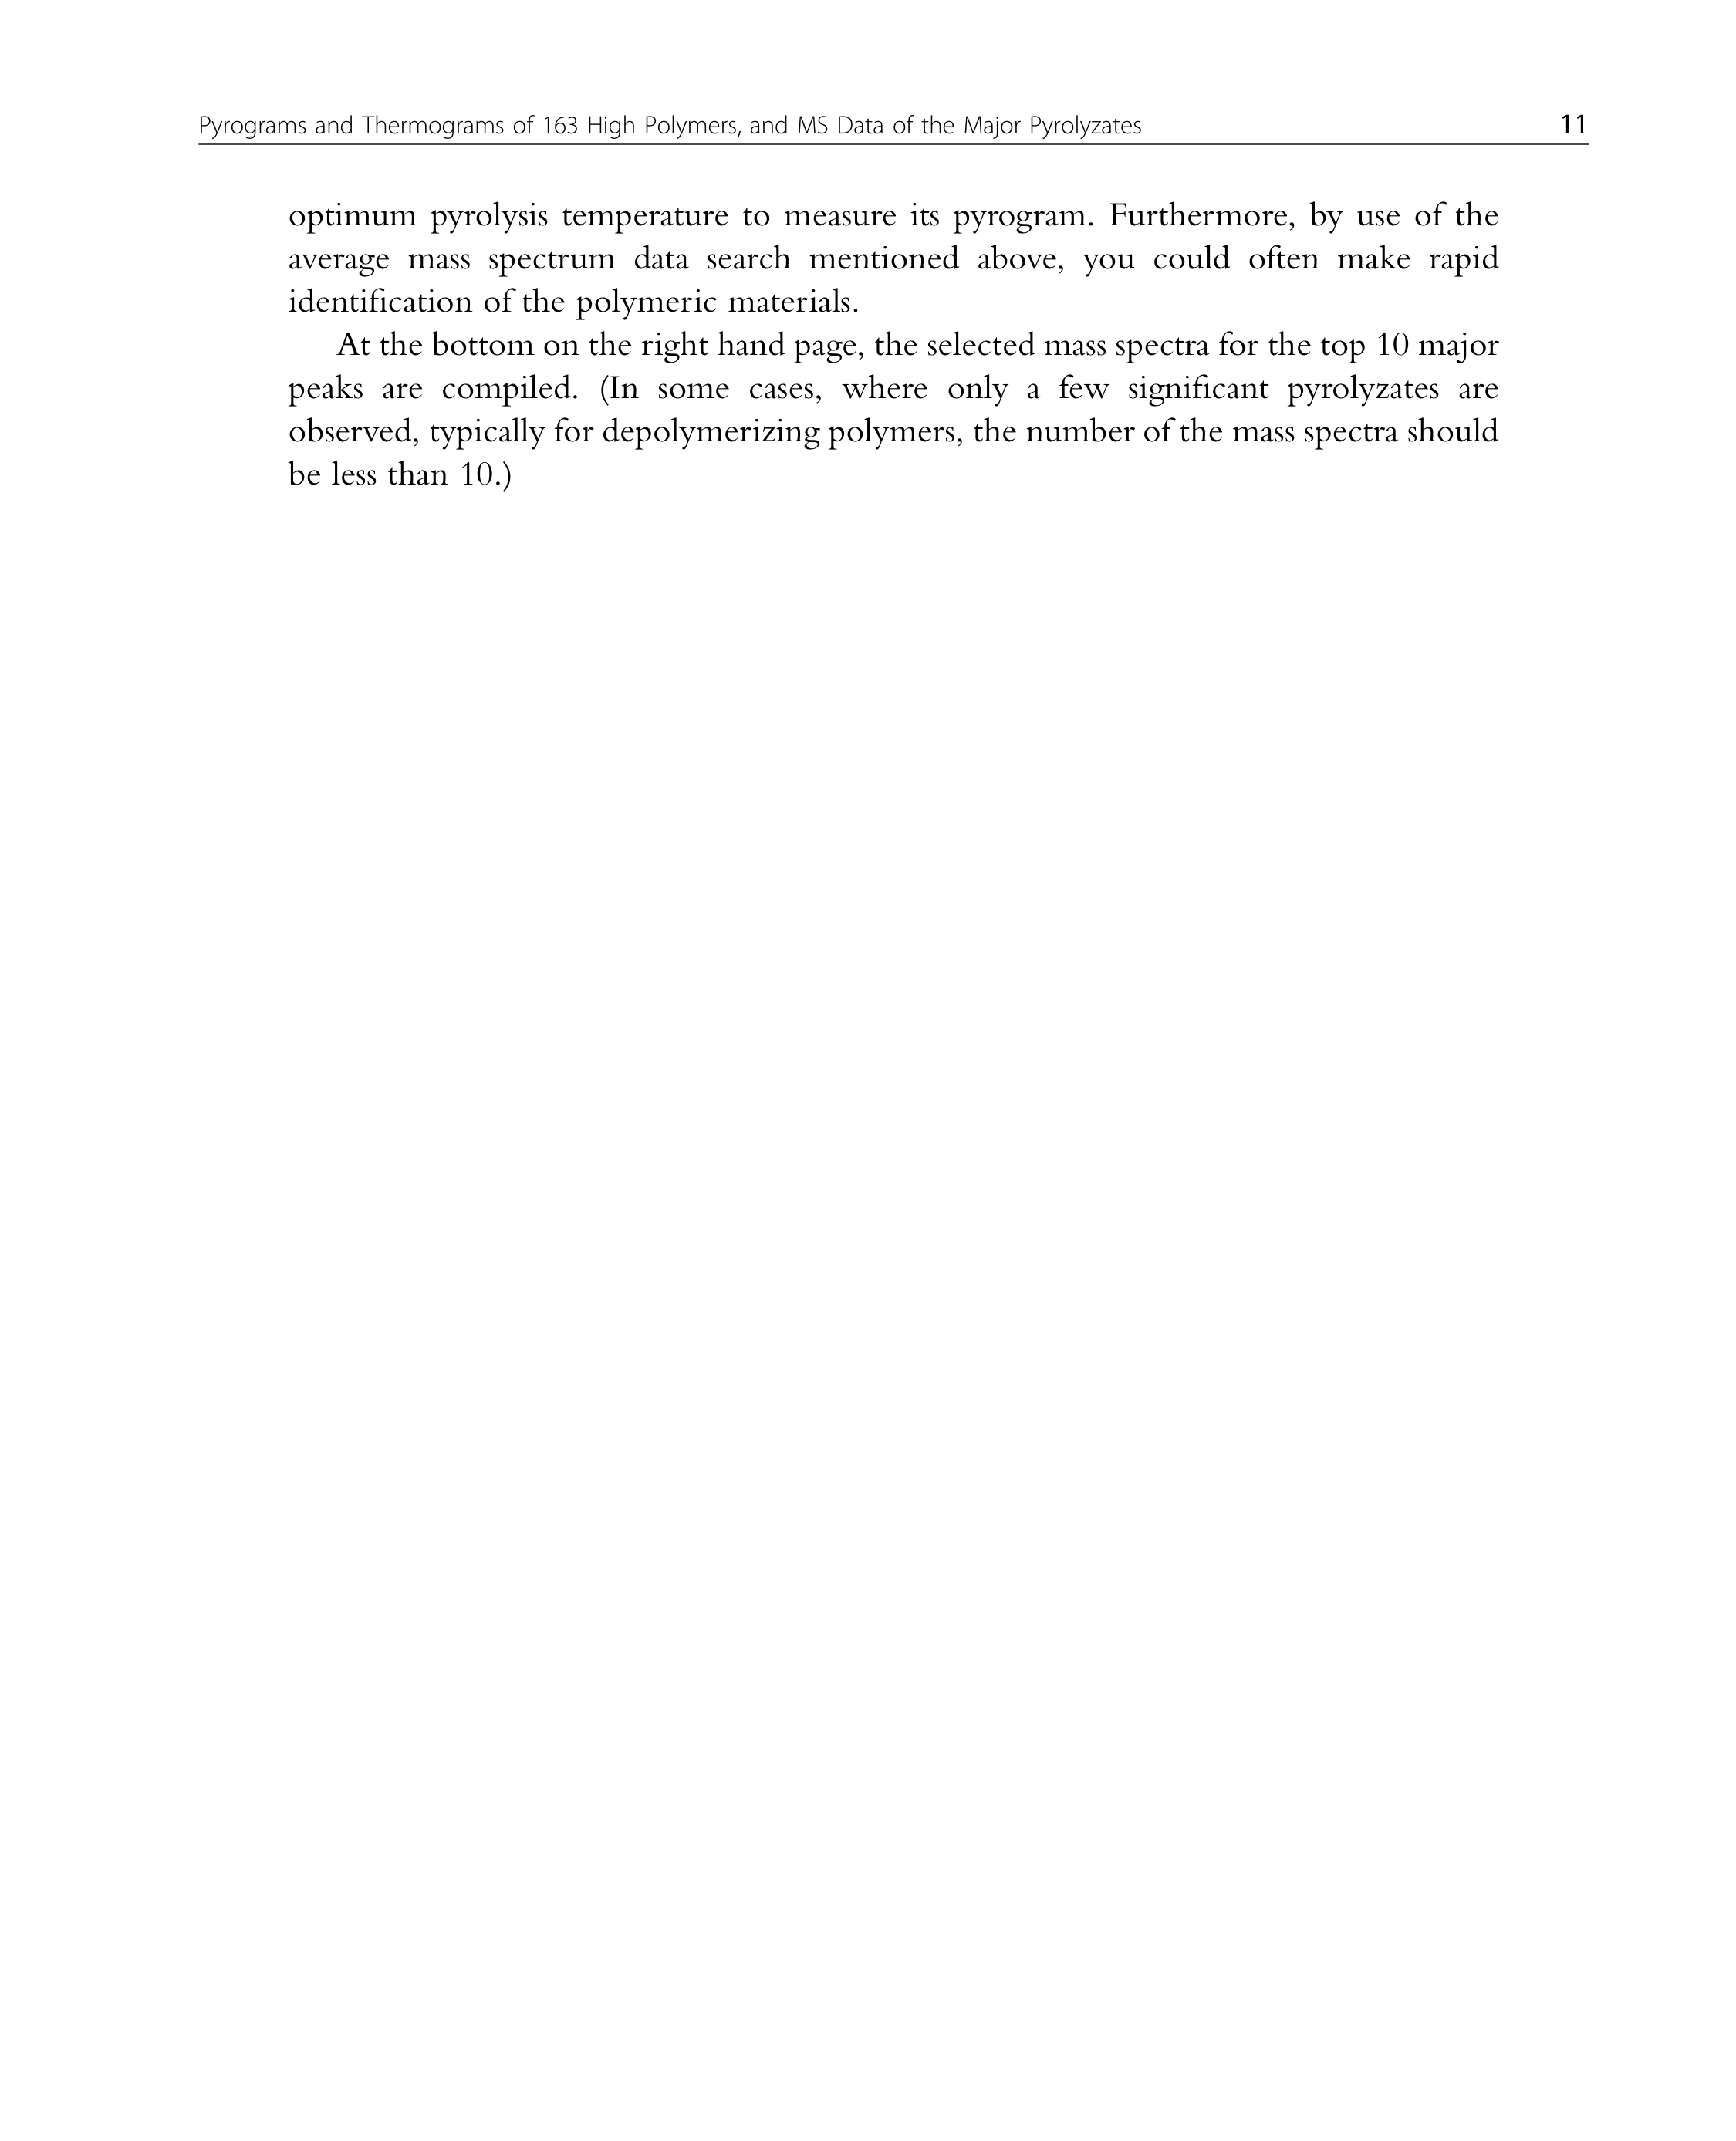 Pyrograms and Thermograms of 163 High Polymers, and MS Data of the Major Pyrolyzates 11
optimum pyrolysis temperature to measure its pyrogram. Furthermore, by use of the
average mass spectrum data search mentioned above, you could often make rapid
identification of the polymeric materials.
At the bottom on the right hand page, the selected mass spectra for the top 10 major
peaks are compiled. (In some cases, where only a few significant pyrolyzates are
observed, typically for depolymerizing polymers, the number of the mass spectra should
be less than 10.)